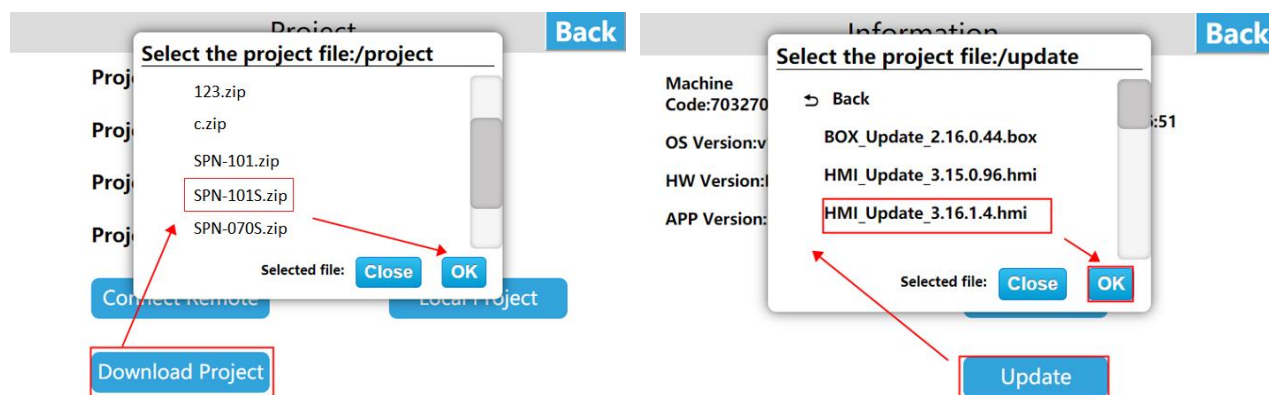 Project
Back
Select the project file:/project
Proj
123.zip
c.zip
Proj
SPN-101.zip
Proj
SPN-101S.zip
SPN-070S.zip
Proj
Selected file:
Close
OK
Connect Remote
Local Project
Download Project
Information
Back
Select the project file:/update
Machine
Code:703270
Back
:51
OS Version:v
BOX_Update_2.16.0.44.box
HW Version:
HMI_Update_3.15.0.96.hmi
APP Version:
HMI_Update_3.16.1.4.hmi
Selected file:
Close
OK
Update